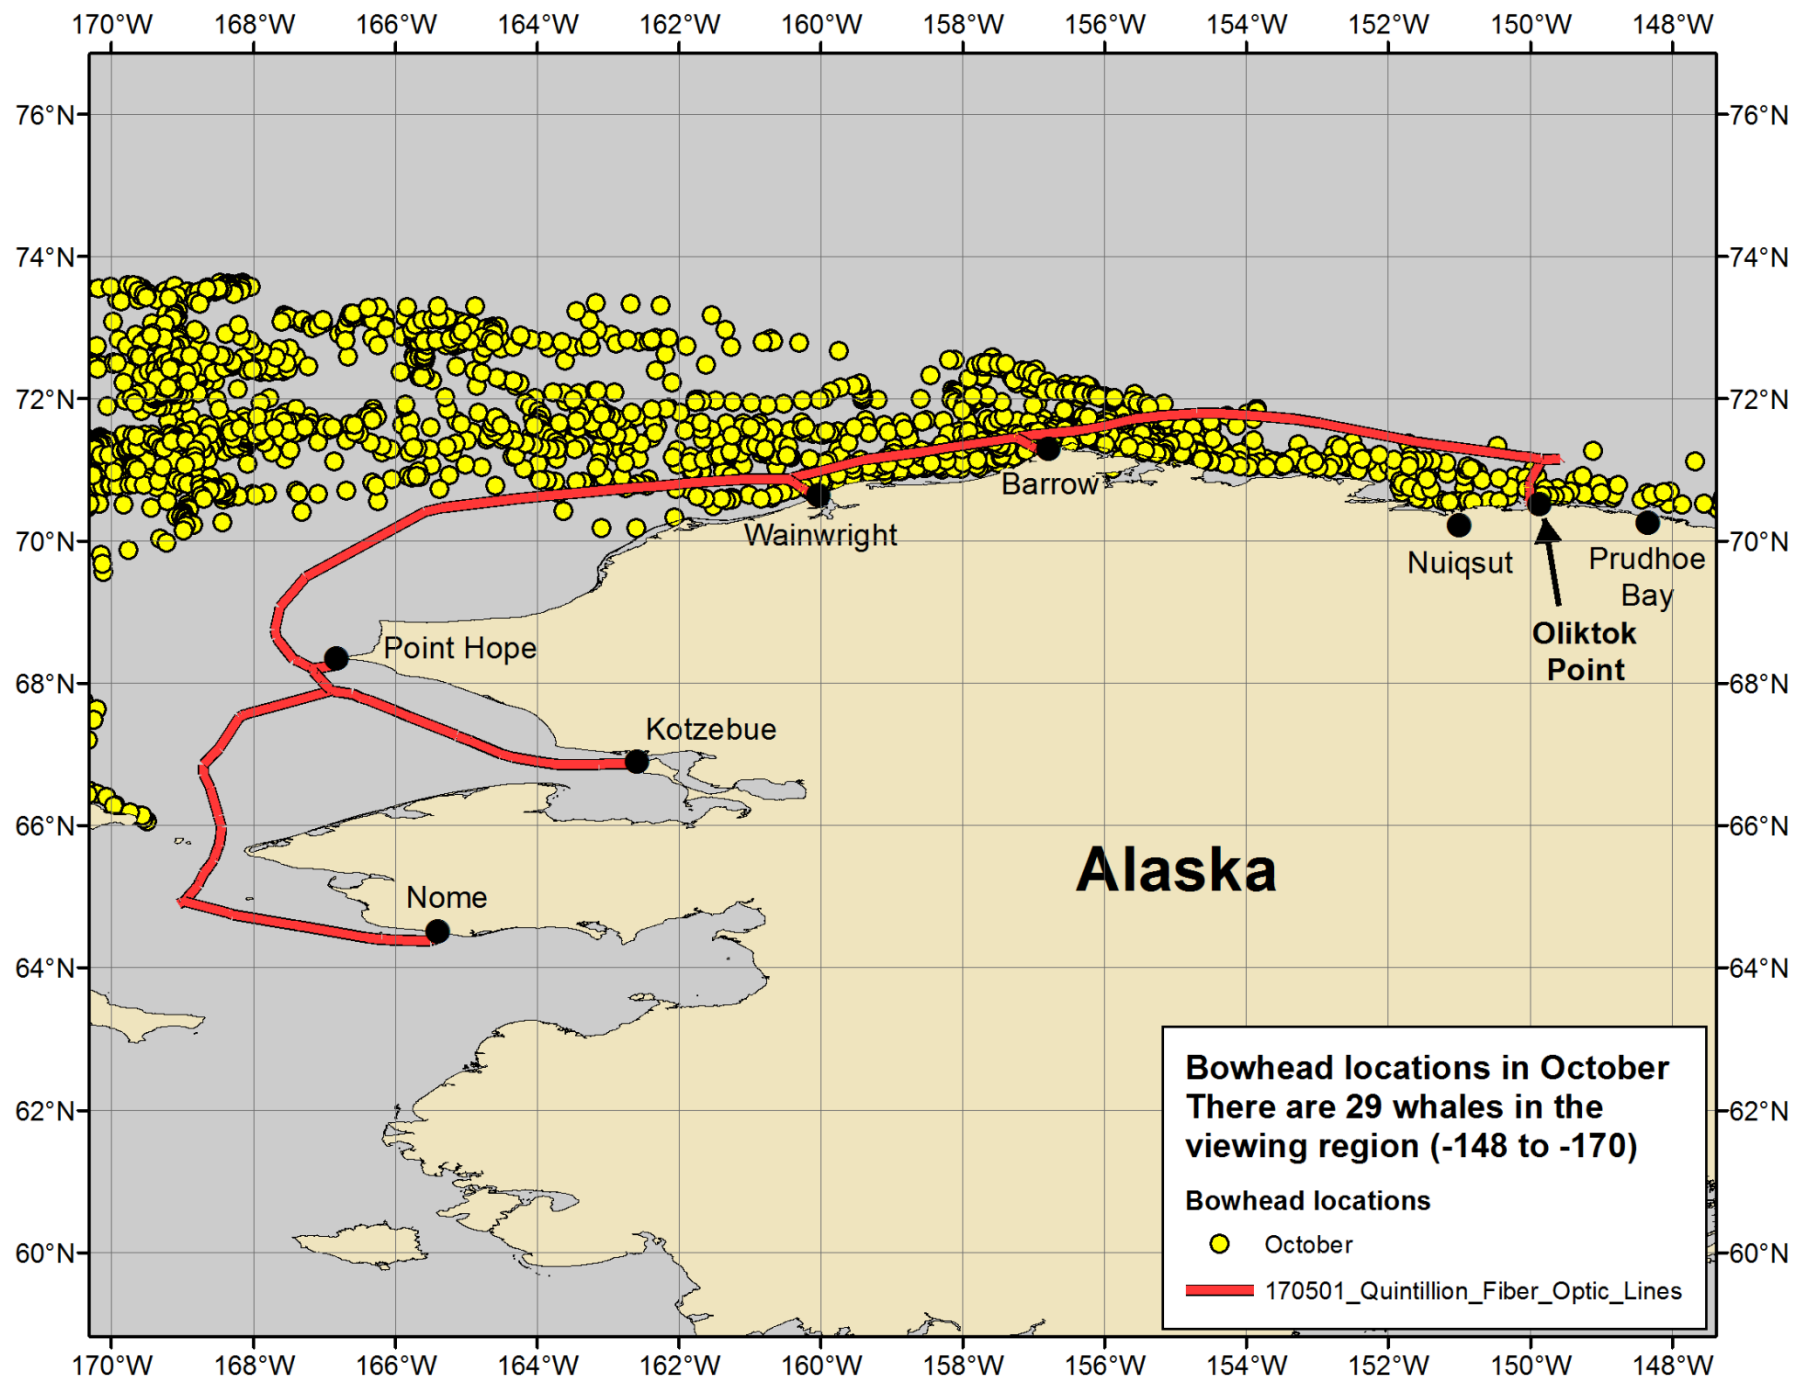 170°W 168°W 166°W 164°W 162°W 160°W 158°W 156°W 154°W 152°W 150°W 148°W
76°N 76°N
74°N 74°N
72°N 72°N
Barrow
Wainwright
70°N 70°N
Nuiqsut
Prudhoe
Bay
Oliktok
Point
Point Hope
68°N 68°N
Kotzebue
66°N 66°N
Alaska
Nome
64°N 64°N
Bowhead locations in October
There are 29 whales in the
viewing region (-148 to -170)
62°N 62°N
Bowhead locations
October
60°N 60°N
170501_Quintillion_Fiber_Optic_Lines
170°W 168°W 166°W 164°W 162°W 160°W 158°W 156°W 154°W 152°W 150°W 148°W